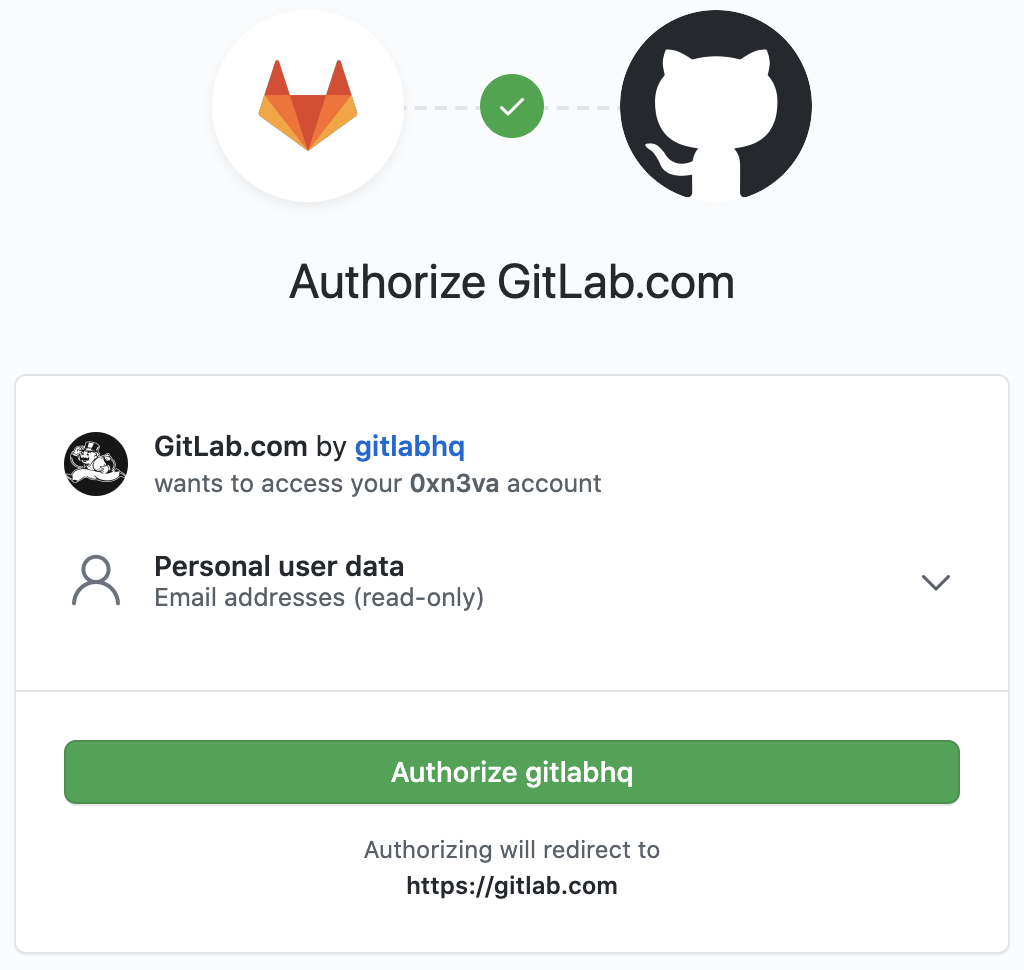 Authorize GitLab.com
GitLab.com by gitlabhq
wants to access your 0xn3va account
Personal user data
Email addresses (read-only)
Authorize gitlabhq
Authorizing will redirect to
https://gitlab.com